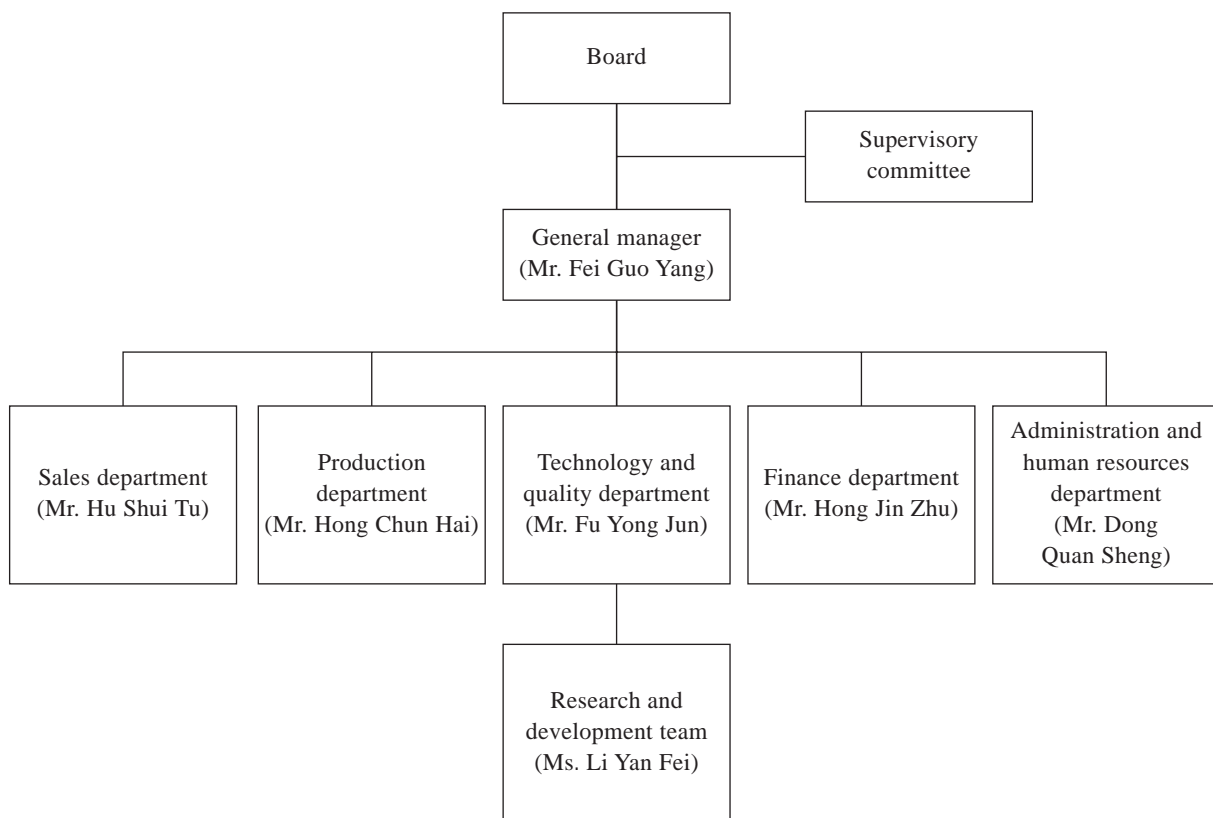 Board
Supervisory
committee
General manager
(Mr. Fei Guo Yang)
Sales department
(Mr. Hu Shui Tu)
Production
department
(Mr. Hong Chun Hai)
Technology and
quality department
(Mr. Fu Yong Jun)
Finance department
(Mr. Hong Jin Zhu)
Administration and
human resources
department
(Mr. Dong
Quan Sheng)
Research and
development team
(Ms. Li Yan Fei)